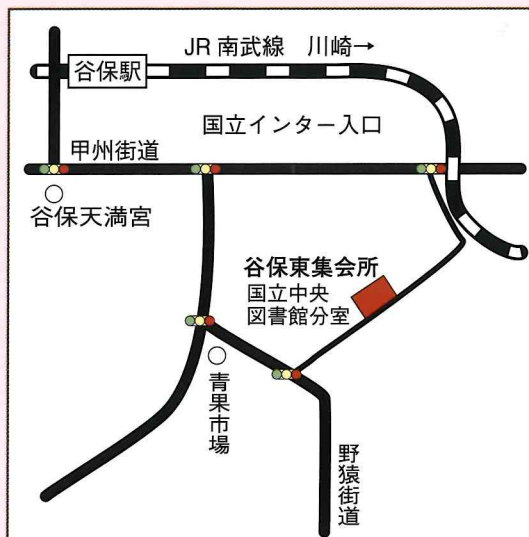 JR 南武線　川崎→
谷保駅
国立インター入口
甲州街道
谷保天満宮
谷保東集会所
国立中央
図書館分室
青果市場
野猿街道